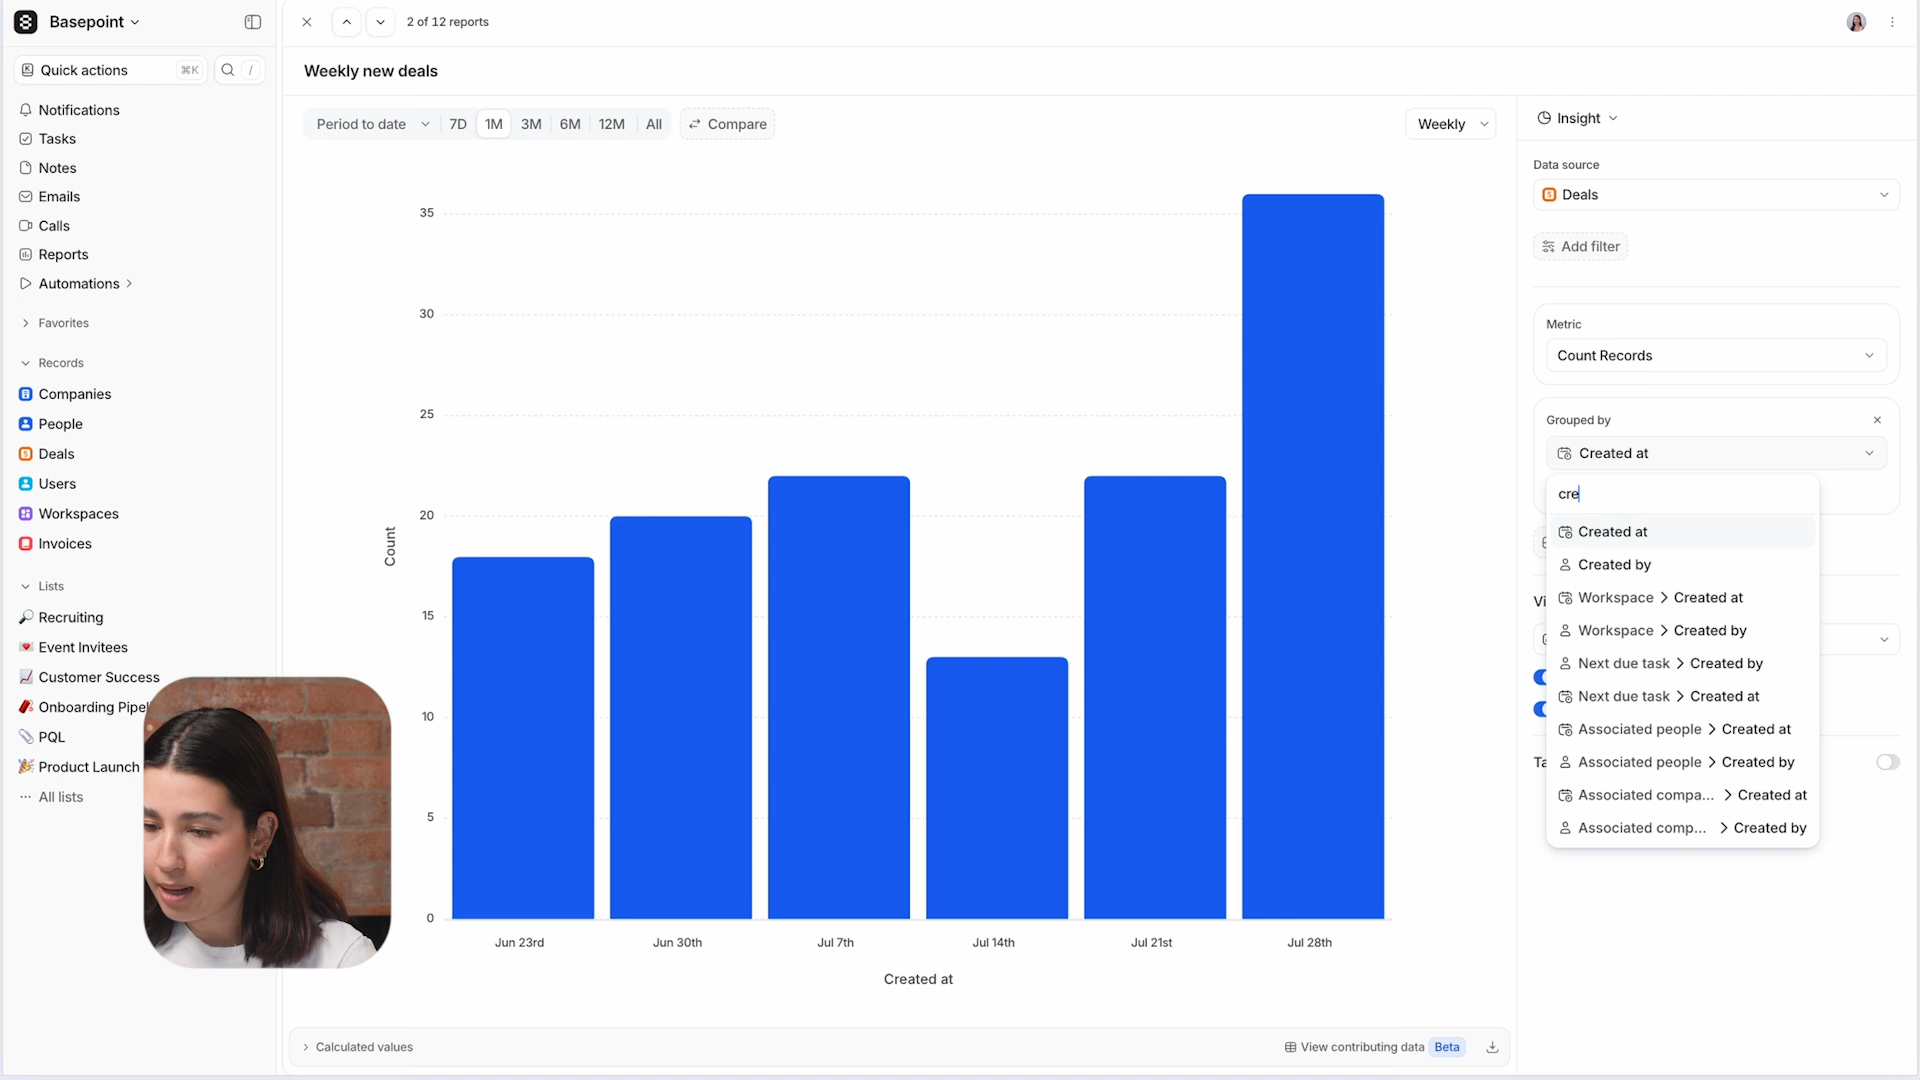 Basepoint
2 of 12 reports
Quick actions
⌘K
/
Weekly new deals
Notifications
Tasks
Notes
Emails
Calls
Reports
Automations
Favorites
Records
Companies
People
Deals
Users
Workspaces
Invoices
Lists
Recruiting
Event Invitees
Customer Success
Onboarding Pipel
PQL
Product Launch
All lists
Period to date
7D
1M
3M
6M
12M
All
Compare
Weekly
35
30
25
20
15
10
5
0
Count
Jun 23rd
Jun 30th
Jul 7th
Jul 14th
Jul 21st
Jul 28th
Created at
Calculated values
View contributing data
Beta
Insight
Data source
Deals
Add filter
Metric
Count Records
Grouped by
Created at
cre
Created at
Created by
Workspace > Created at
Workspace > Created by
Next due task > Created by
Next due task > Created at
Associated people > Created at
Associated people > Created by
Associated compa... > Created at
Associated comp... > Created by
Vi
Ta